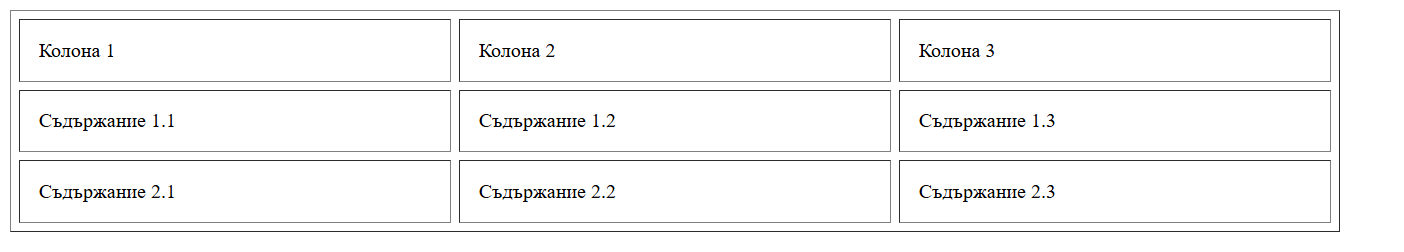 Колона 1 Колона 2 Колона 3
Съдържание 1.1 Съдържание 1.2 Съдържание 1.3
Съдържание 2.1 Съдържание 2.2 Съдържание 2.3